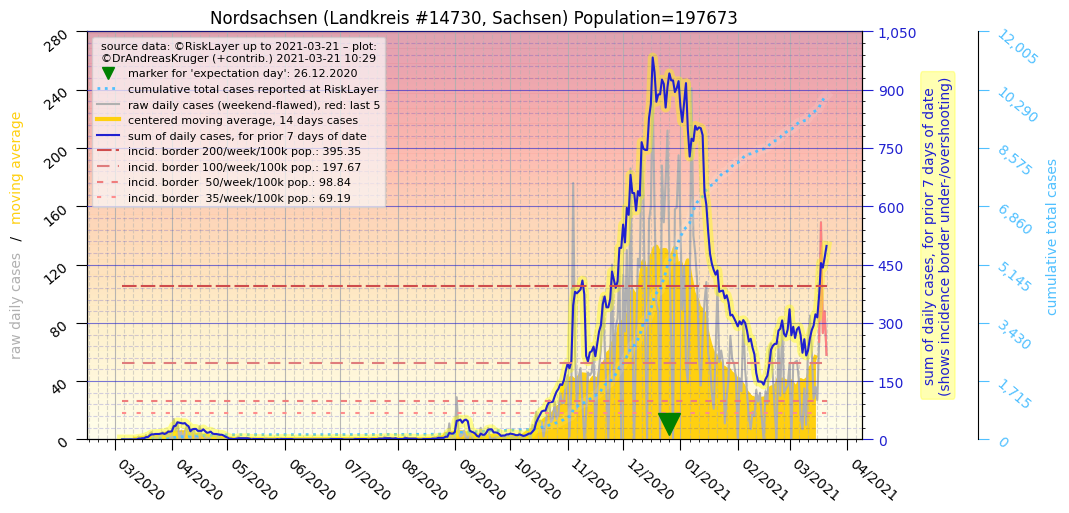 Nordsachsen (Landkreis #14730, Sachsen) Population=197673
source data: ©RiskLayer up to 2021-03-21 – plot:
©DrAndreasKruger (+contrib.) 2021-03-21 10:29
marker for 'expectation day': 26.12.2020
cumulative total cases reported at RiskLayer
raw daily cases (weekend-flawed), red: last 5
centered moving average, 14 days cases
sum of daily cases, for prior 7 days of date
incid. border 200/week/100k pop.: 395.35
incid. border 100/week/100k pop.: 197.67
incid. border  50/week/100k pop.: 98.84
incid. border  35/week/100k pop.: 69.19
raw daily cases / moving average
280
240
200
160
120
80
40
0
03/2020
04/2020
05/2020
06/2020
07/2020
08/2020
09/2020
10/2020
11/2020
12/2020
01/2021
02/2021
03/2021
04/2021
1,050
900
750
600
450
300
150
0
sum of daily cases, for prior 7 days of date
(shows incidence border under-/overshooting)
12,005
10,290
8,575
6,860
5,145
3,430
1,715
0
cumulative total cases